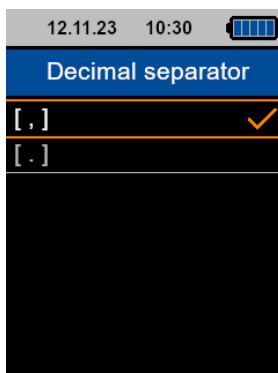 12.11.23 10:30
Decimal separator
[ , ]
[ . ]